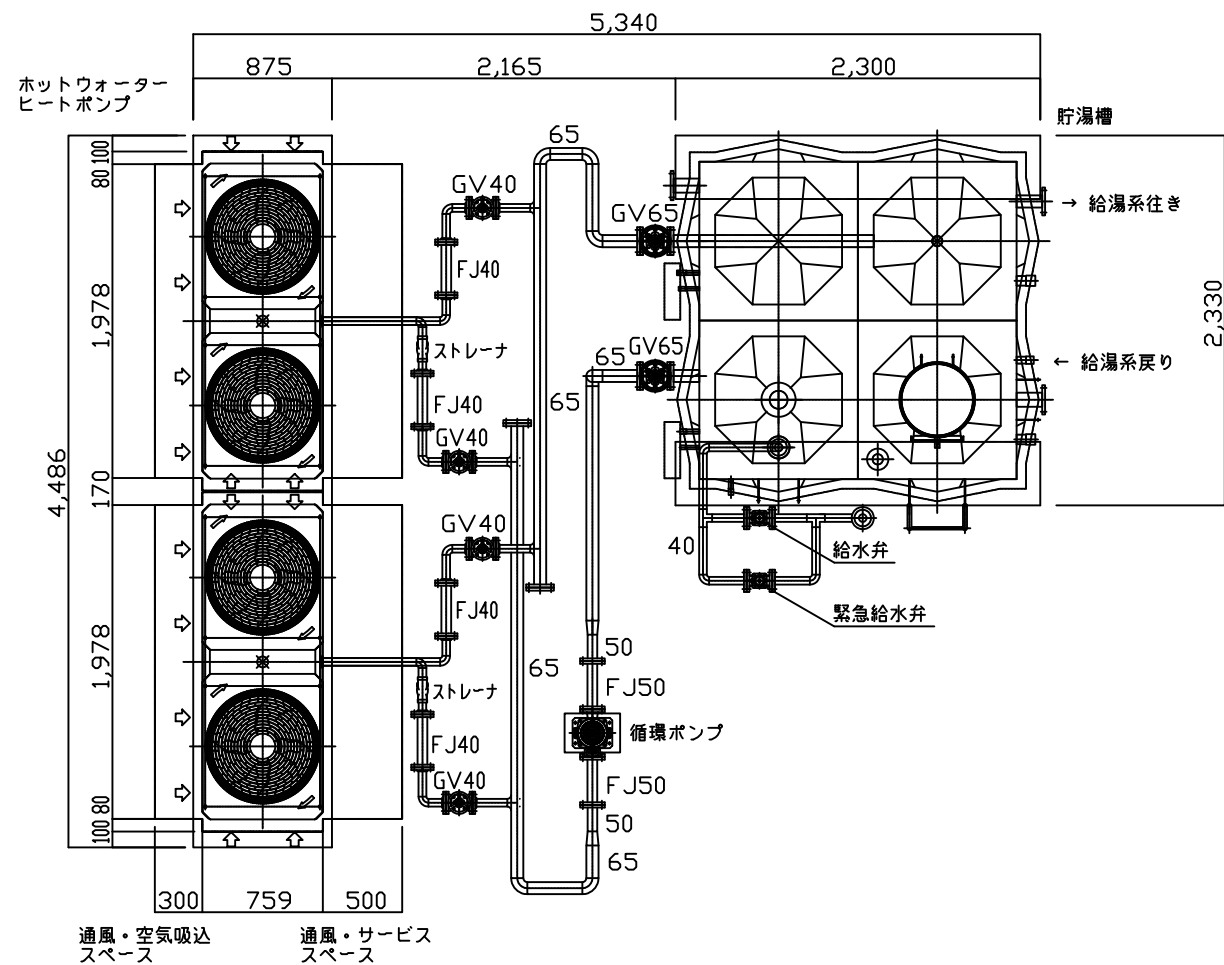 5,340
875
2,165
2,300
ホットウォーター
ヒートポンプ
貯湯槽
65
100
80
GV40
GV65
→ 給湯系往き
FJ40
1,978
2,330
ストレーナ
65
GV65
← 給湯系戻り
FJ40
65
GV40
4,486
170
GV40
40
給水弁
FJ40
緊急給水弁
1,978
65
50
ストレーナ
FJ50
循環ポンプ
FJ40
GV40
FJ50
80
100
50
65
300
759
500
通風・空気吸込
スペース
通風・サービス
スペース